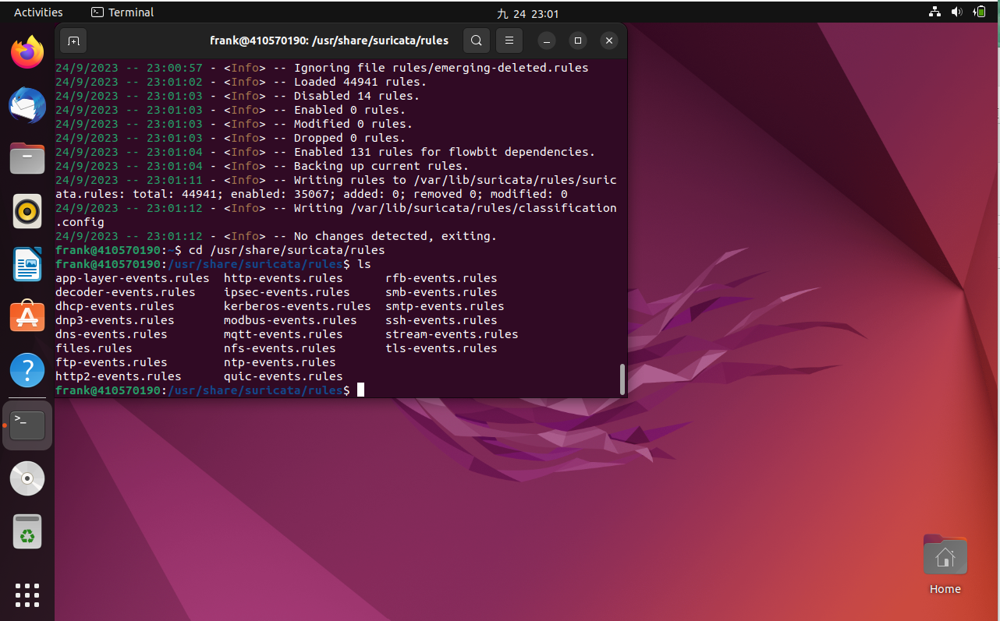 Activities
Terminal
九 24 23:01
frank@410570190: /usr/share/suricata/rules
24/9/2023 -- 23:00:57 - <Info> -- Ignoring file rules/emerging-deleted.rules
24/9/2023 -- 23:01:02 - <Info> -- Loaded 44941 rules.
24/9/2023 -- 23:01:03 - <Info> -- Disabled 14 rules.
24/9/2023 -- 23:01:03 - <Info> -- Enabled 0 rules.
24/9/2023 -- 23:01:03 - <Info> -- Modified 0 rules.
24/9/2023 -- 23:01:03 - <Info> -- Dropped 0 rules.
24/9/2023 -- 23:01:04 - <Info> -- Enabled 131 rules for flowbit dependencies.
24/9/2023 -- 23:01:04 - <Info> -- Backing up current rules.
24/9/2023 -- 23:01:11 - <Info> -- Writing rules to /var/lib/suricata/rules/suric
ata.rules: total: 44941; enabled: 35067; added: 0; removed 0; modified: 0
24/9/2023 -- 23:01:12 - <Info> -- Writing /var/lib/suricata/rules/classification
.config
24/9/2023 -- 23:01:12 - <Info> -- No changes detected, exiting.
frank@410570190:~$ cd /usr/share/suricata/rules
frank@410570190:/usr/share/suricata/rules$ ls
app-layer-events.rules  http-events.rules      rfb-events.rules
decoder-events.rules    ipsec-events.rules     smb-events.rules
dhcp-events.rules       kerberos-events.rules  smtp-events.rules
dnp3-events.rules       modbus-events.rules    ssh-events.rules
dns-events.rules        mqtt-events.rules      stream-events.rules
files.rules             nfs-events.rules       tls-events.rules
ftp-events.rules        ntp-events.rules
http2-events.rules      quic-events.rules
frank@410570190:/usr/share/suricata/rules$
Home